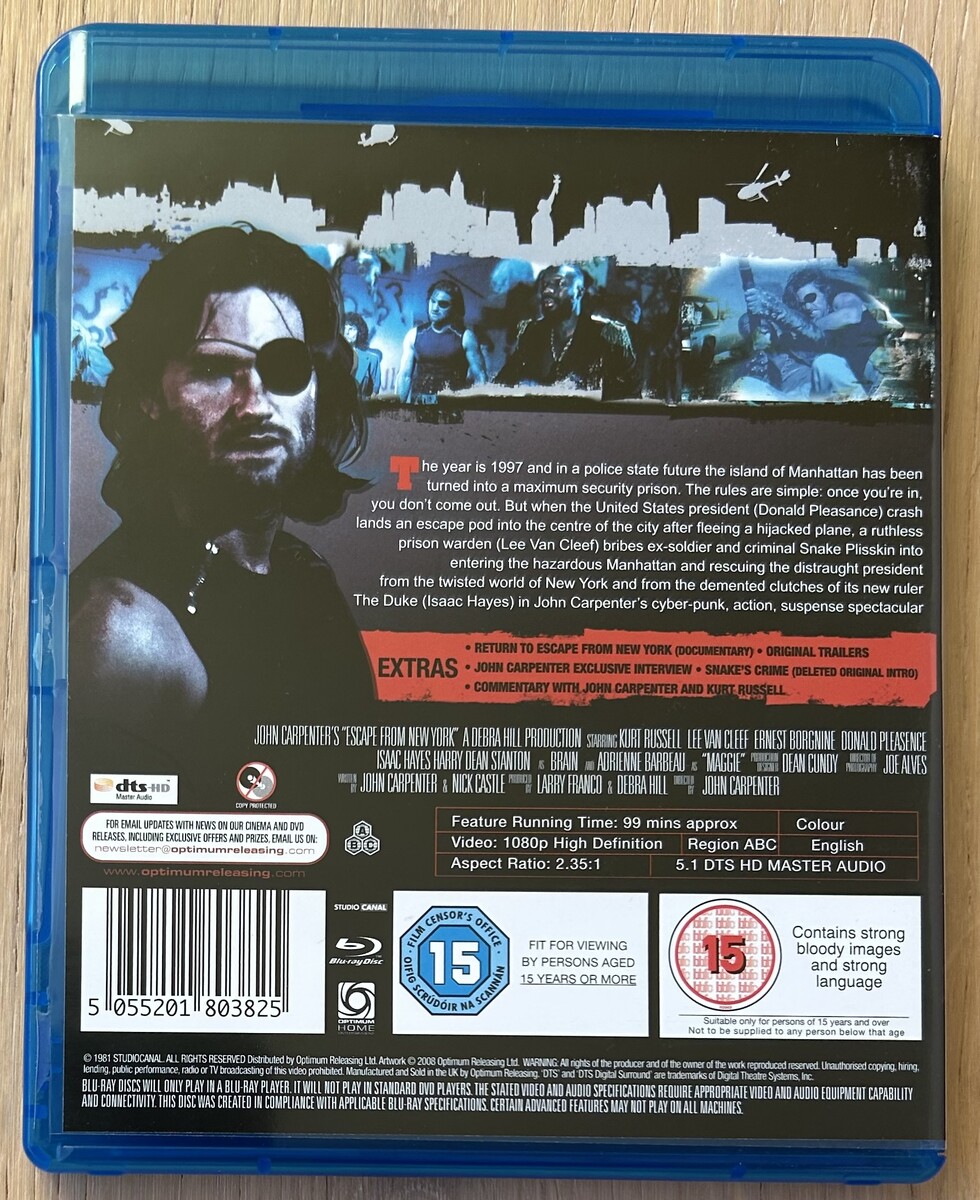 The year is 1997 and in a police state future the island of Manhattan has been
turned into a maximum security prison. The rules are simple: once you're in,
you don't come out. But when the United States president (Donald Pleasance) crash
lands an escape pod into the centre of the city after fleeing a hijacked plane, a ruthless
prison warden (Lee Van Cleef) bribes ex-soldier and criminal Snake Plisskin into
entering the hazardous Manhattan and rescuing the distraught president
from the twisted world of New York and from the demented clutches of its new ruler
The Duke (Isaac Hayes) in John Carpenter's cyber-punk, action, suspense spectacular
EXTRAS
• RETURN TO ESCAPE FROM NEW YORK (DOCUMENTARY) • ORIGINAL TRAILERS
• JOHN CARPENTER EXCLUSIVE INTERVIEW • SNAKE'S CRIME (DELETED ORIGINAL INTRO)
• COMMENTARY WITH JOHN CARPENTER AND KURT RUSSELL
JOHN CARPENTER'S "ESCAPE FROM NEW YORK" A DEBRA HILL PRODUCTION STARRING KURT RUSSELL LEE VAN CLEEF ERNEST BORGNINE DONALD PLEASENCE
ISAAC HAYES HARRY DEAN STANTON AS BRAIN AND ADRIENNE BARBEAU AS "MAGGIE" PRODUCTION DESIGNER DEAN CUNDY DIRECTOR OF PHOTOGRAPHY JOE ALVES
WRITTEN BY JOHN CARPENTER & NICK CASTLE PRODUCED BY LARRY FRANCO & DEBRA HILL DIRECTED BY JOHN CARPENTER
dts-HD
Master Audio
COPY PROTECTED
FOR EMAIL UPDATES WITH NEWS ON OUR CINEMA AND DVD
RELEASES, INCLUDING EXCLUSIVE OFFERS AND PRIZES, EMAIL US ON:
newsletter@optimumreleasing.com
www.optimumreleasing.com
A
B C
Feature Running Time: 99 mins approx
Colour
Video: 1080p High Definition
Region ABC
English
Aspect Ratio: 2.35:1
5.1 DTS HD MASTER AUDIO
5 055201 803825
STUDIO CANAL
Blu-ray Disc
OPTIMUM
HOME
FILM CENSOR'S OFFICE
15
OIFIG SCRÚDÓIR NA SCANNÁN
FIT FOR VIEWING
BY PERSONS AGED
15 YEARS OR MORE
15
bbfc
Contains strong
bloody images
and strong
language
Suitable only for persons of 15 years and over
Not to be supplied to any person below that age
© 1981 STUDIOCANAL. ALL RIGHTS RESERVED Distributed by Optimum Releasing Ltd. Artwork © 2008 Optimum Releasing Ltd. WARNING: All rights of the producer and of the owner of the work reproduced reserved. Unauthorised copying, hiring,
lending, public performance, radio or TV broadcasting of this video prohibited. Manufactured and Sold in the UK by Optimum Releasing. 'DTS' and 'DTS Digital Surround' are trademarks of Digital Theatre Systems, Inc.
BLU-RAY DISCS WILL ONLY PLAY IN A BLU-RAY PLAYER. IT WILL NOT PLAY IN STANDARD DVD PLAYERS. THE STATED VIDEO AND AUDIO SPECIFICATIONS REQUIRE APPROPRIATE VIDEO AND AUDIO EQUIPMENT CAPABILITY
AND CONNECTIVITY. THIS DISC WAS CREATED IN COMPLIANCE WITH APPLICABLE BLU-RAY SPECIFICATIONS. CERTAIN ADVANCED FEATURES MAY NOT PLAY ON ALL MACHINES.